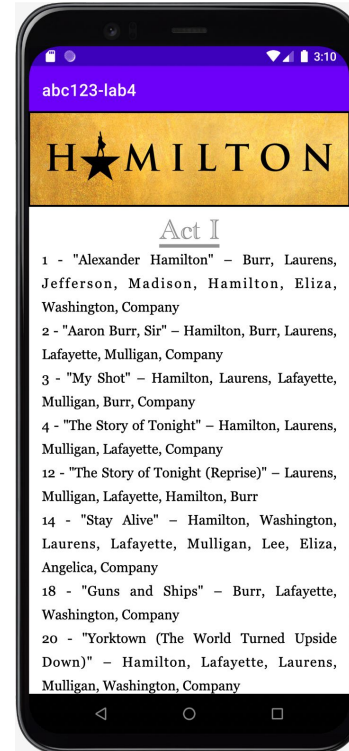 3:10
abc123-lab4
HAMILTON
Act I
1 - "Alexander Hamilton" – Burr, Laurens,
Jefferson, Madison, Hamilton, Eliza,
Washington, Company
2 - "Aaron Burr, Sir" – Hamilton, Burr, Laurens,
Lafayette, Mulligan, Company
3 - "My Shot" – Hamilton, Laurens, Lafayette,
Mulligan, Burr, Company
4 - "The Story of Tonight" – Hamilton, Laurens,
Mulligan, Lafayette, Company
12 - "The Story of Tonight (Reprise)" – Laurens,
Mulligan, Lafayette, Hamilton, Burr
14 - "Stay Alive" – Hamilton, Washington,
Laurens, Lafayette, Mulligan, Lee, Eliza,
Angelica, Company
18 - "Guns and Ships" – Burr, Lafayette,
Washington, Company
20 - "Yorktown (The World Turned Upside
Down)" – Hamilton, Lafayette, Laurens,
Mulligan, Washington, Company